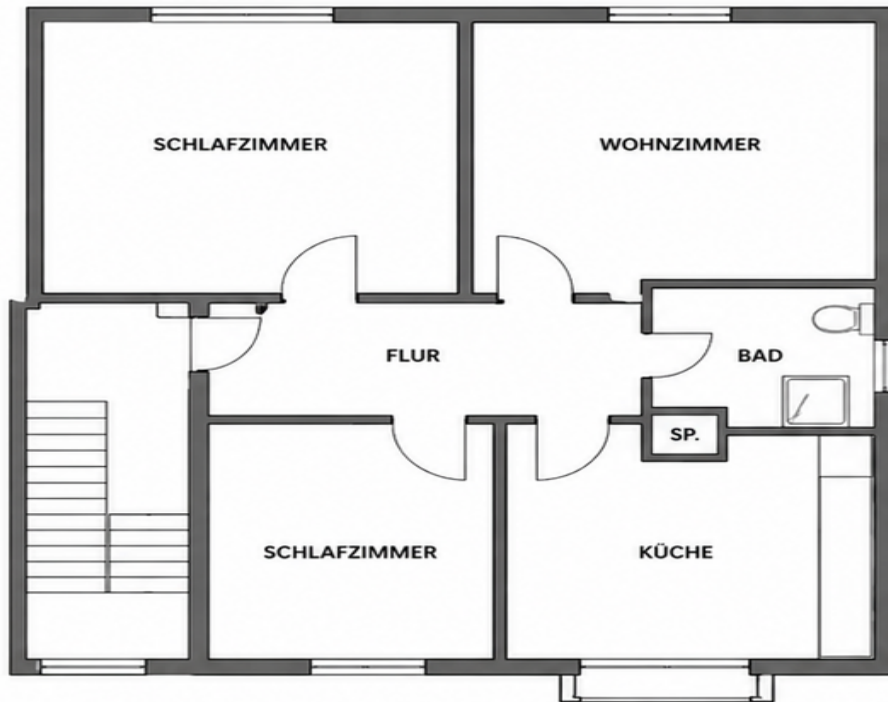 SCHLAFZIMMER
WOHNZIMMER
FLUR
BAD
SP.
SCHLAFZIMMER
KÜCHE